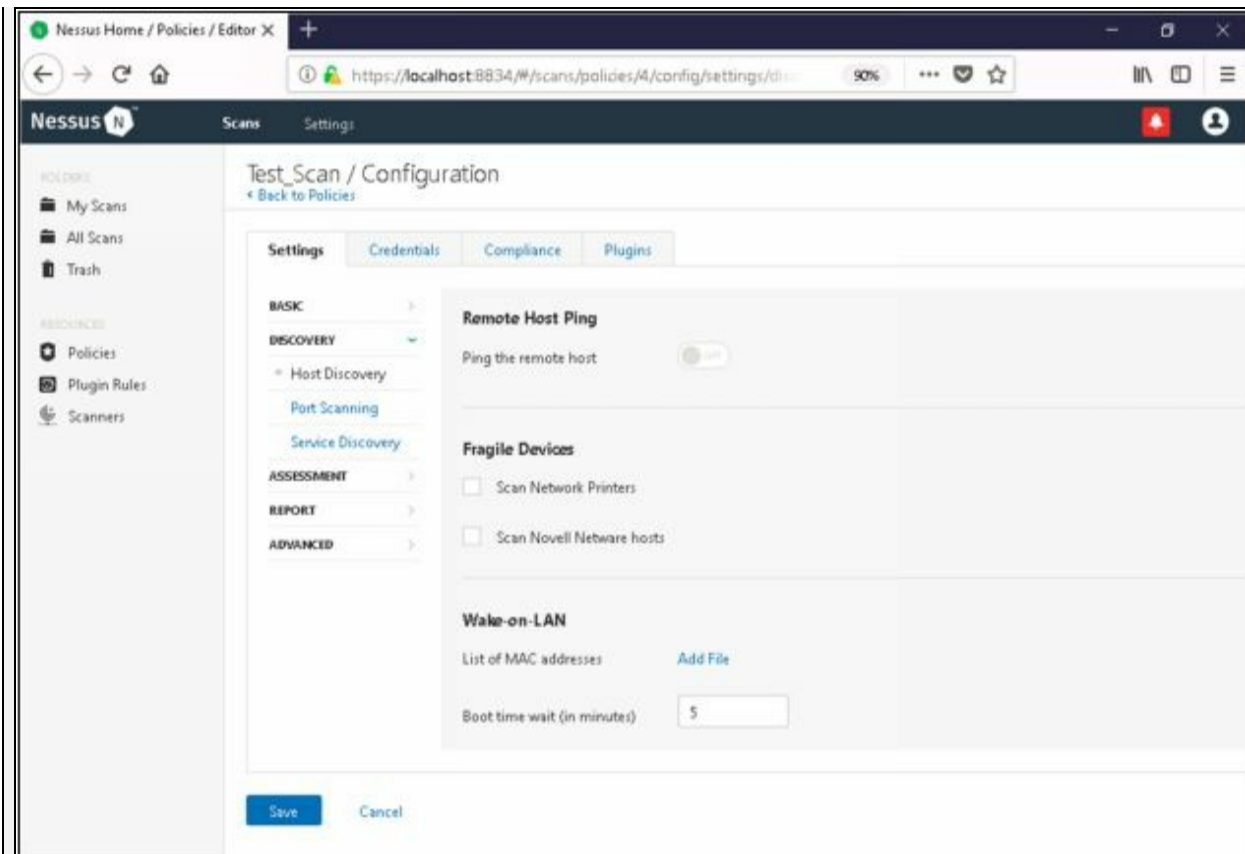 Nessus Home / Policies / Editor
https://localhost:8834/#/scans/policies/4/config/settings/dis
90%
Nessus N
Scans
Settings
FOLDERS
My Scans
All Scans
Trash
RESOURCES
Policies
Plugin Rules
Scanners
Test_Scan / Configuration
Back to Policies
Settings
Credentials
Compliance
Plugins
BASIC
DISCOVERY
Host Discovery
Port Scanning
Service Discovery
ASSESSMENT
REPORT
ADVANCED
Remote Host Ping
Ping the remote host
OFF
Fragile Devices
Scan Network Printers
Scan Novell Netware hosts
Wake-on-LAN
List of MAC addresses
Add File
Boot time wait (in minutes)
5
Save
Cancel